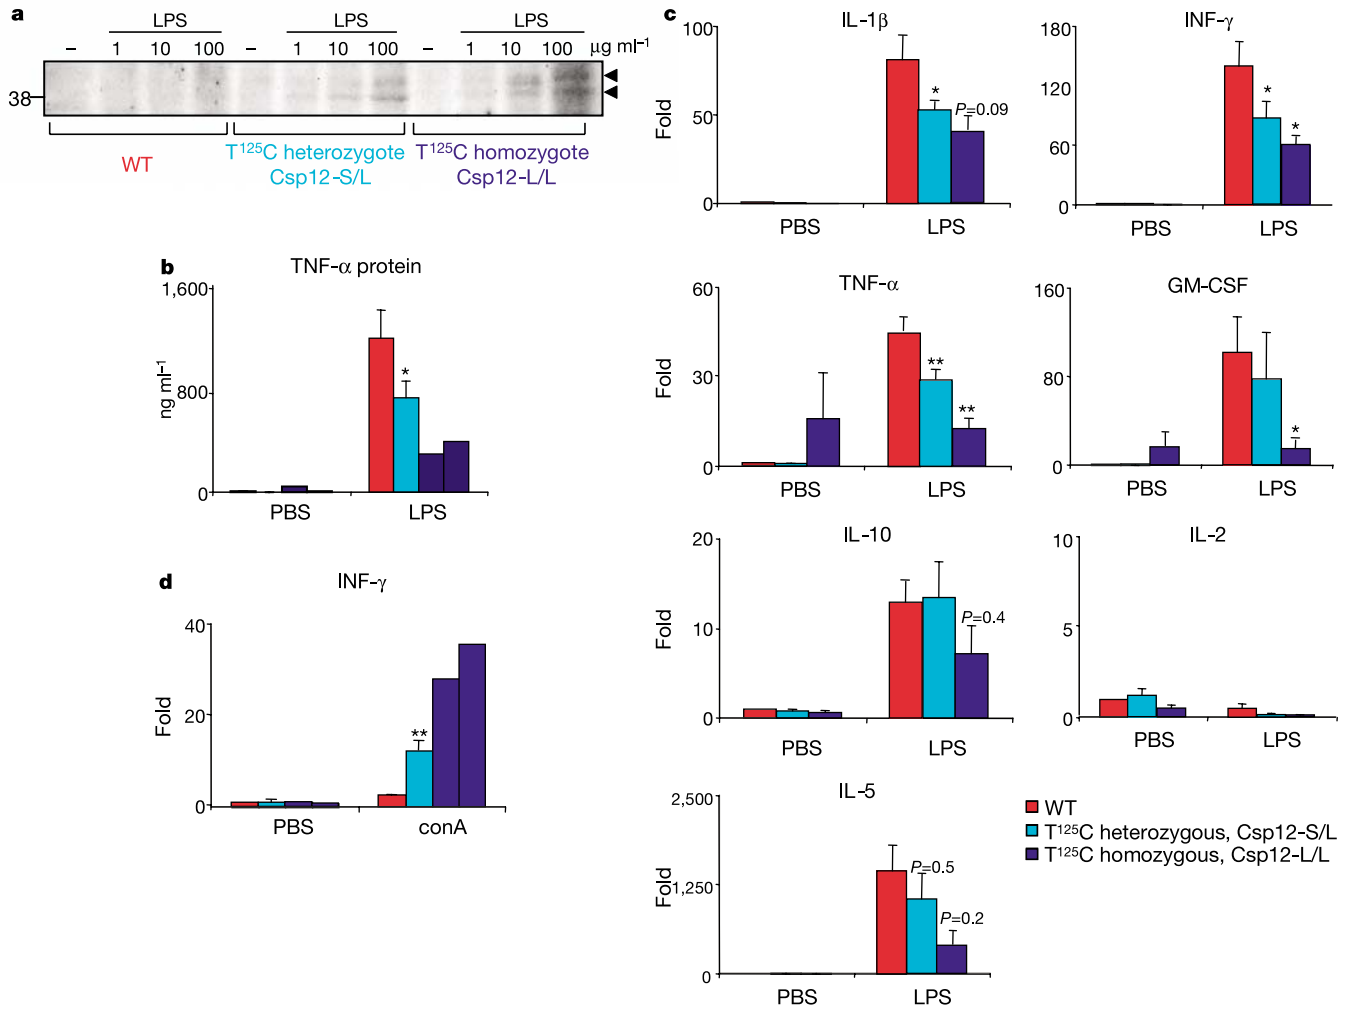 a
LPS LPS LPS
– 1 10 100 – 1 10 100 – 1 10 100 µg ml⁻¹
38
WT
T¹²⁵C heterozygote
Csp12-S/L
T¹²⁵C homozygote
Csp12-L/L
b
TNF-α protein
1,600
800
0
ng ml⁻¹
*
PBS LPS
d
INF-γ
40
20
0
Fold
**
PBS conA
c
IL-1β
100
50
0
Fold
*
P=0.09
PBS LPS
INF-γ
180
120
60
0
*
*
PBS LPS
TNF-α
60
30
0
Fold
**
**
PBS LPS
GM-CSF
160
80
0
*
PBS LPS
IL-10
20
10
0
Fold
P=0.4
PBS LPS
IL-2
10
5
0
PBS LPS
IL-5
2,500
1,250
0
Fold
P=0.5
P=0.2
PBS LPS
WT
T¹²⁵C heterozygous, Csp12-S/L
T¹²⁵C homozygous, Csp12-L/L